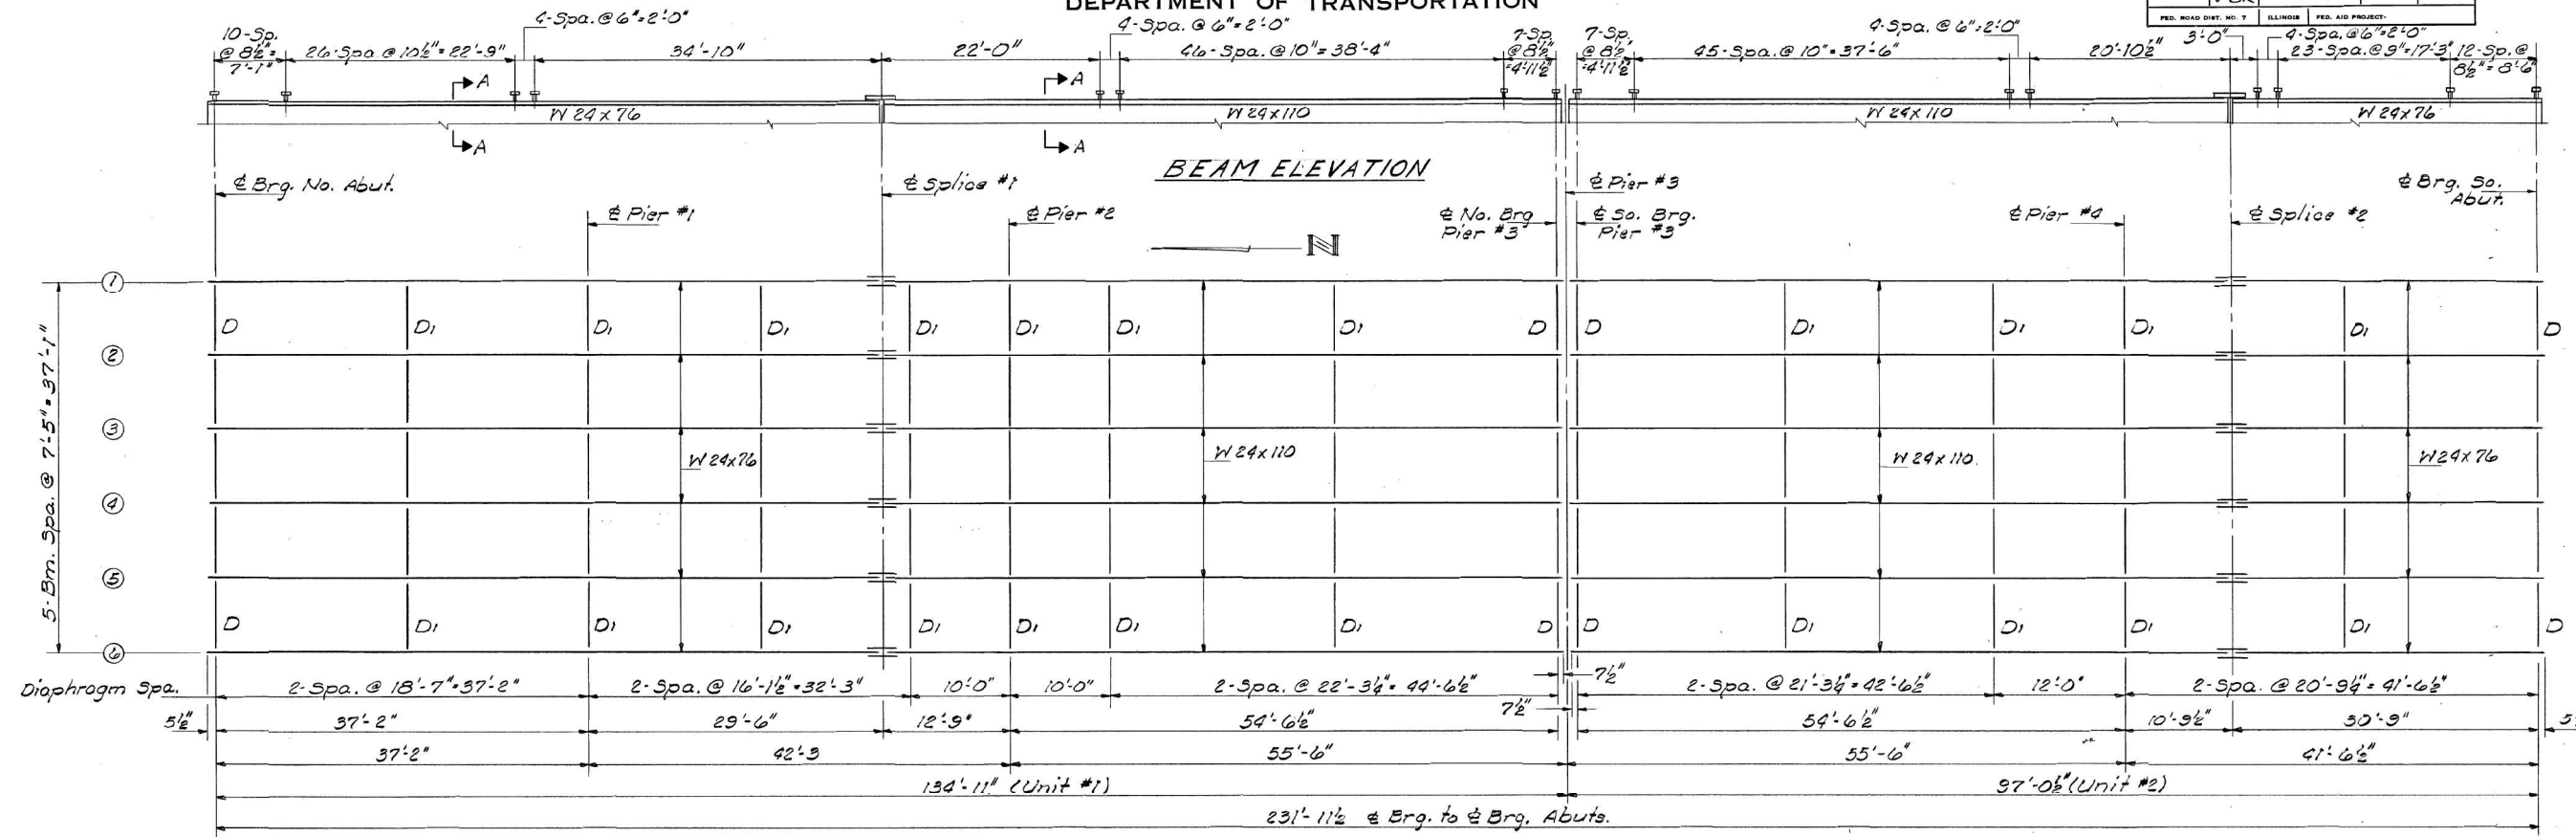 DEPARTMENT OF TRANSPORTATION
FED. ROAD DIST. NO. 7 ILLINOIS FED. AID PROJECT-
10-Sp. @ 8½"= 7'-1"
26-Spa @ 10½" = 22'-9"
4-Spa. @ 6"=2'-0"
34'-10"
22'-0"
4-Spa. @ 6"=2'-0"
46-Spa. @ 10" = 38'-4"
7-Sp. @ 8½" =4'-11½"
7-Sp. @ 8½" =4'-11½"
45-Spa. @ 10" = 37'-6"
4-Spa. @ 6"=2'-0"
20'-10½"
3'-0"
4-Spa. @ 6"=2'-0"
23-Spa. @ 9"=17'-3"
12-Sp. @ 8½"= 8'-6"
A A
W 24 x 76 W 24 x 110 W 24 x 110 W 24 x 76
A A
BEAM ELEVATION
℄ Brg. No. Abut.
℄ Splice #1
℄ Pier #3
℄ Brg. So. Abut.
℄ Pier #1
℄ Pier #2
℄ No. Brg Pier #3
℄ So. Brg. Pier #3
℄ Pier #4
℄ Splice #2
N
1
D D1 D1 D1 D1 D1 D1 D1 D D D1 D1 D1 D1 D
2
3
W 24x76 W 24x110 W 24x110. W24x76
4
5
D D1 D1 D1 D1 D1 D1 D1 D D D1 D1 D1 D1 D
6
5-Bm. Spa. @ 7'-5" = 37'-1"
Diaphragm Spa. 2-Spa. @ 18'-7"=37'-2" 2-Spa. @ 16'-1½"=32'-3" 10'-0" 10'-0" 2-Spa. @ 22'-3¼" = 44'-6½" 7½" 2-Spa. @ 21'-3¼" = 42'-6½" 12'-0" 2-Spa. @ 20'-9¼" = 41'-6½"
5½" 37'-2" 29'-6" 12'-9" 54'-6½" 7½" 54'-6½" 10'-9½" 30'-9"
37'-2" 42'-3 55'-6" 55'-6" 41'-6½"
134'-11" (Unit #1) 97'-0½" (Unit #2)
231'-11½ ℄ Brg. to ℄ Brg. Abuts.